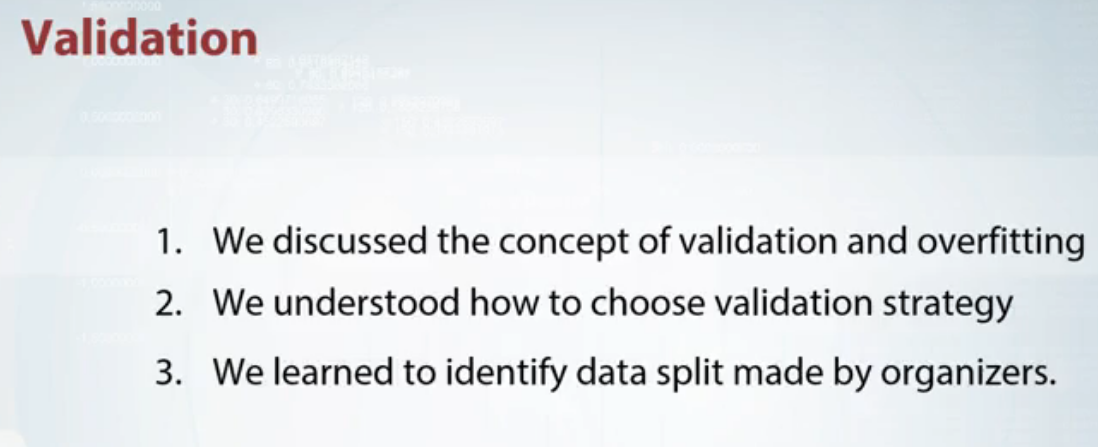 Validation
1. We discussed the concept of validation and overfitting
2. We understood how to choose validation strategy
3. We learned to identify data split made by organizers.